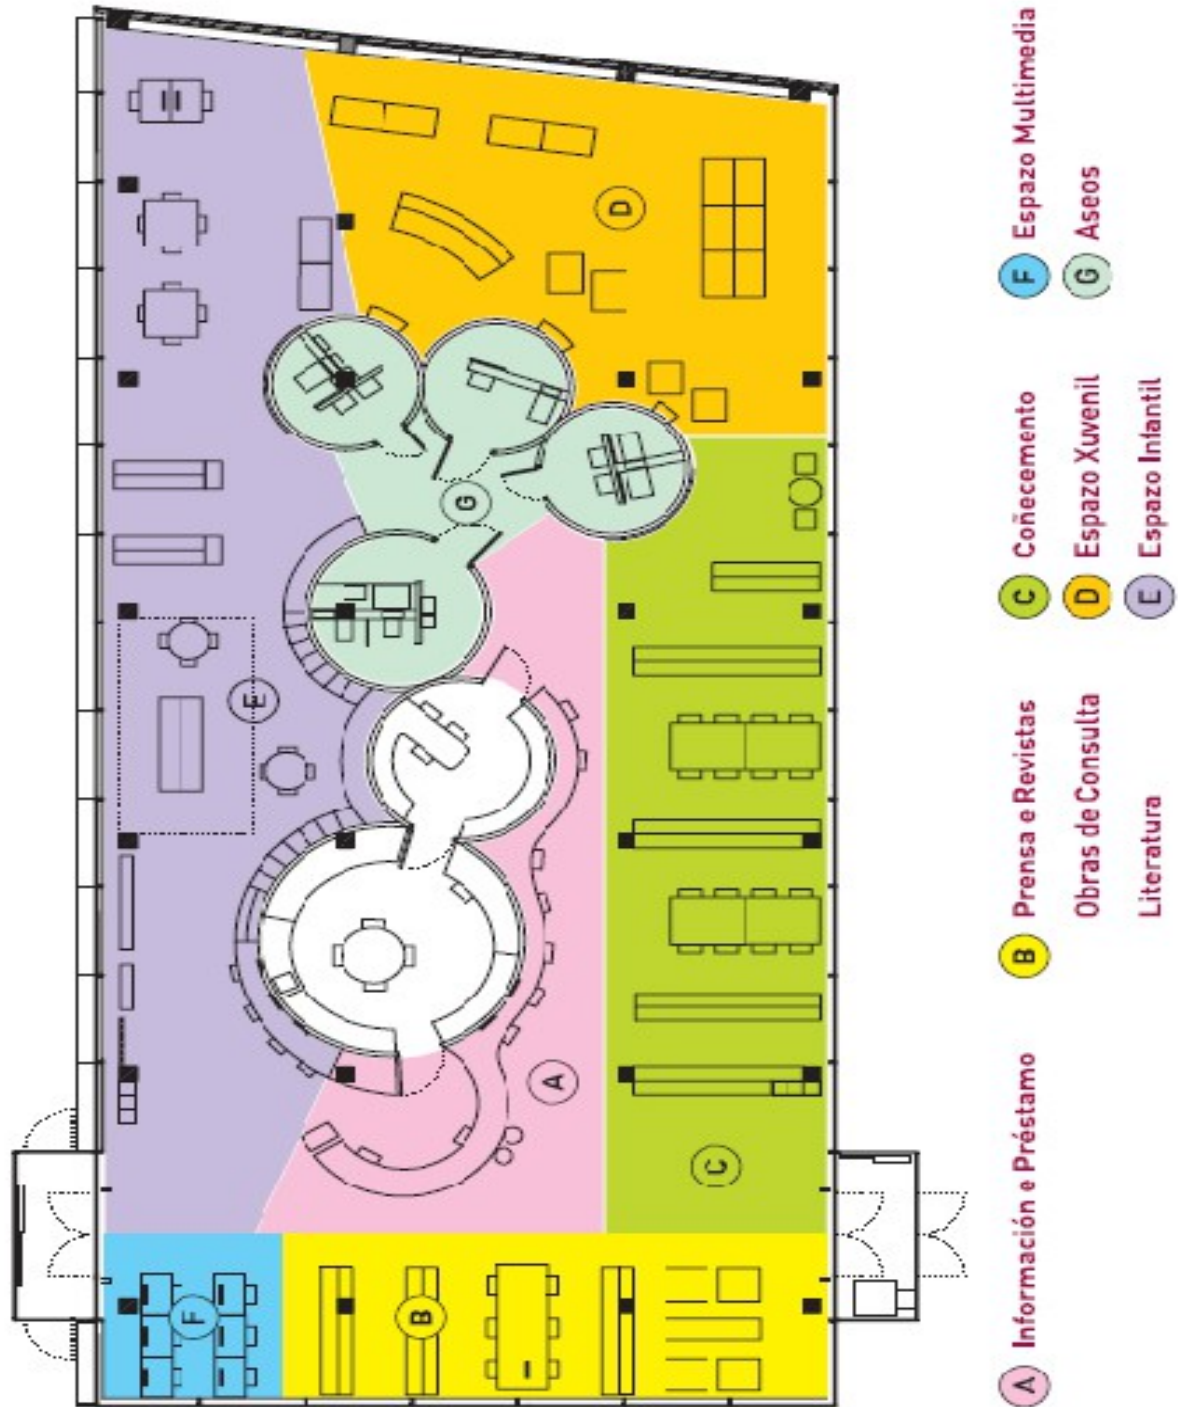 F
E
G
D
B
A
C
A Información e Préstamo
B Prensa e Revistas
Obras de Consulta
Literatura
C Coñecemento
D Espazo Xuvenil
E Espazo Infantil
F Espazo Multimedia
G Aseos